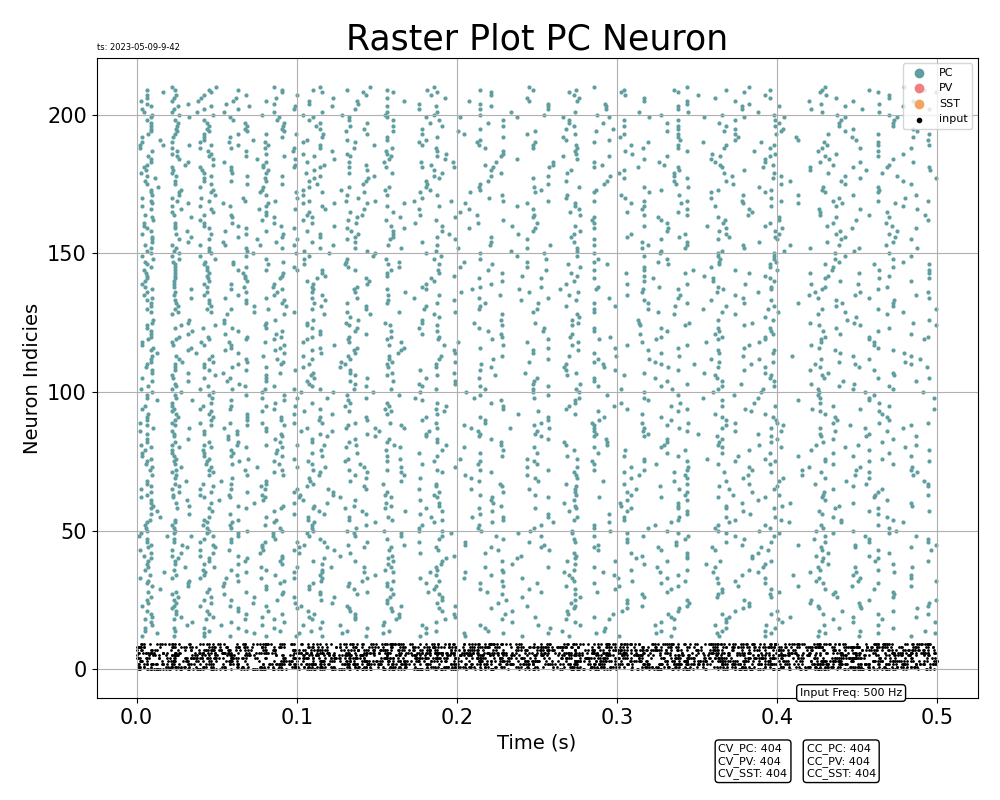 Raster Plot PC Neuron
ts: 2023-05-09-9-42
PC
PV
SST
input
200
150
100
50
0
Neuron Indicies
Input Freq: 500 Hz
0.0 0.1 0.2 0.3 0.4 0.5
Time (s)
CV_PC: 404
CV_PV: 404
CV_SST: 404
CC_PC: 404
CC_PV: 404
CC_SST: 404